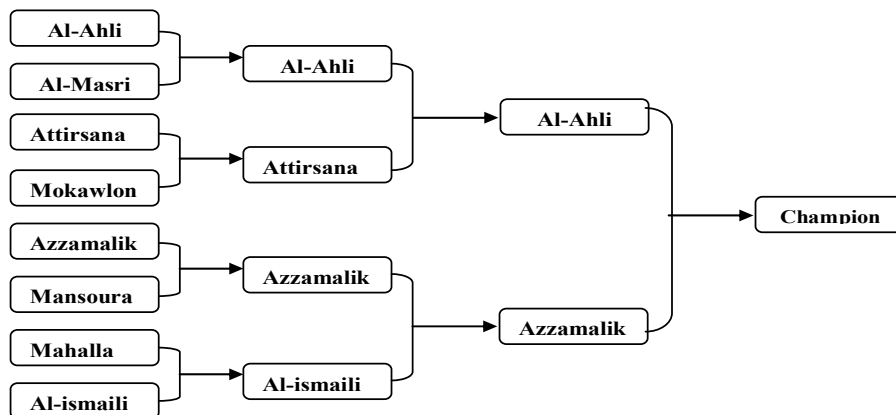 Al-Ahli
Al-Masri
Attirsana
Mokawlon
Azzamalik
Mansoura
Mahalla
Al-ismaili
Al-Ahli
Attirsana
Azzamalik
Al-ismaili
Al-Ahli
Azzamalik
Champion